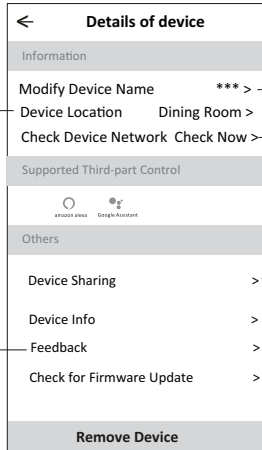 ← Details of device
Information
Modify Device Name *** >
Device Location Dining Room >
Check Device Network Check Now >
Supported Third-part Control
amazon alexa Google Assistant
Others
Device Sharing >
Device Info >
Feedback >
Check for Firmware Update >
Remove Device